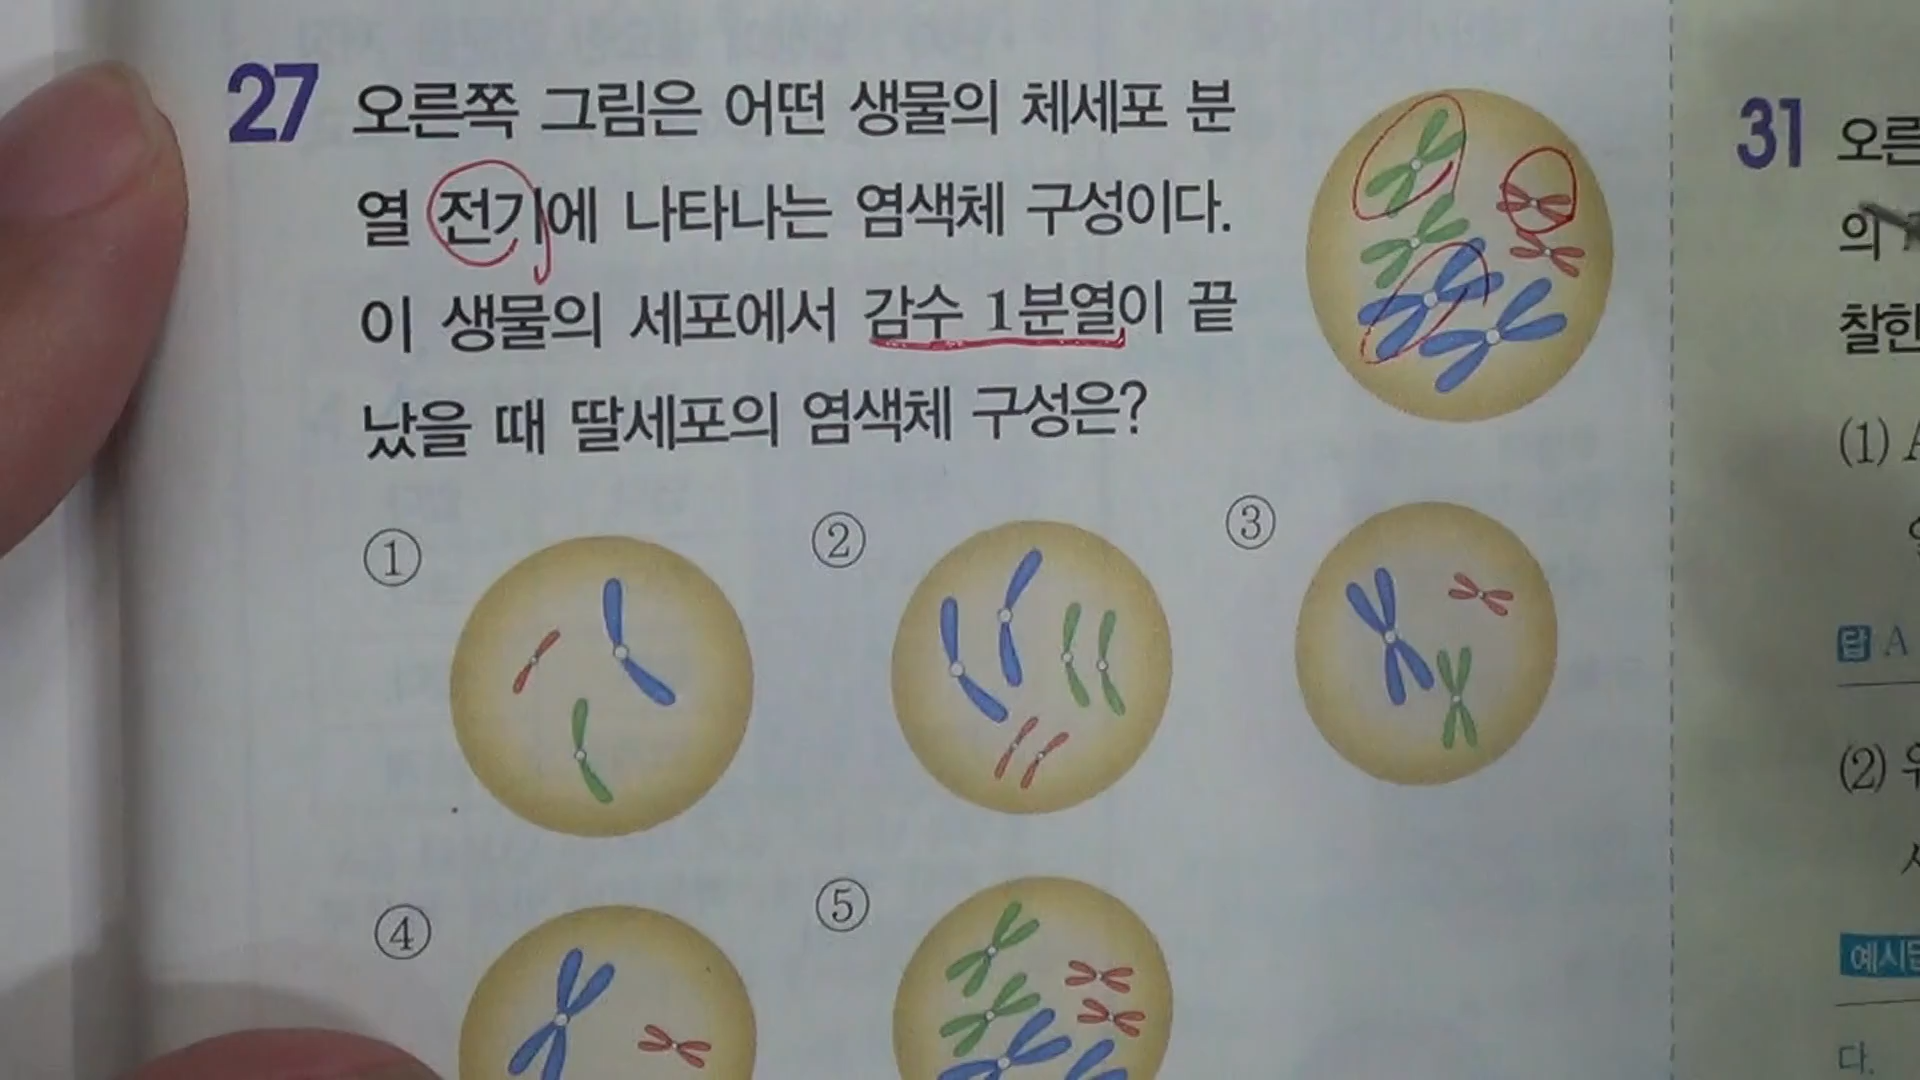 27 오른쪽 그림은 어떤 생물의 체세포 분
열 전기에 나타나는 염색체 구성이다.
이 생물의 세포에서 감수 1분열이 끝
났을 때 딸세포의 염색체 구성은?
①
②
③
④
⑤
31 오른
의
찰한
(1) A
답 A
(2)
예시답
다.